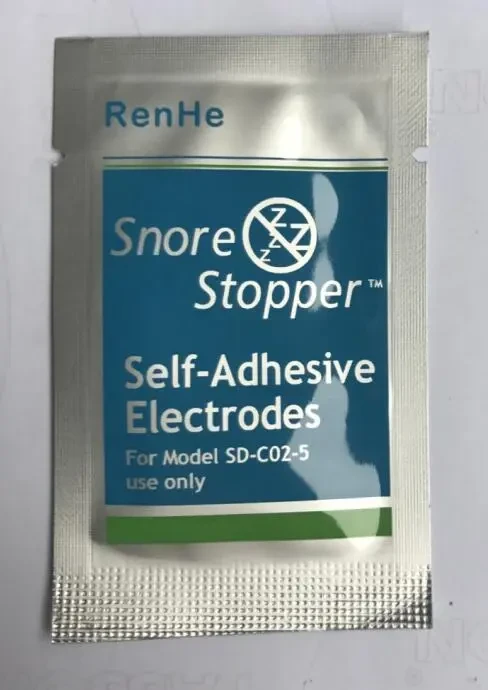 RenHe
Snore
Stopper™
Self-Adhesive
Electrodes
For Model SD-C02-5
use only